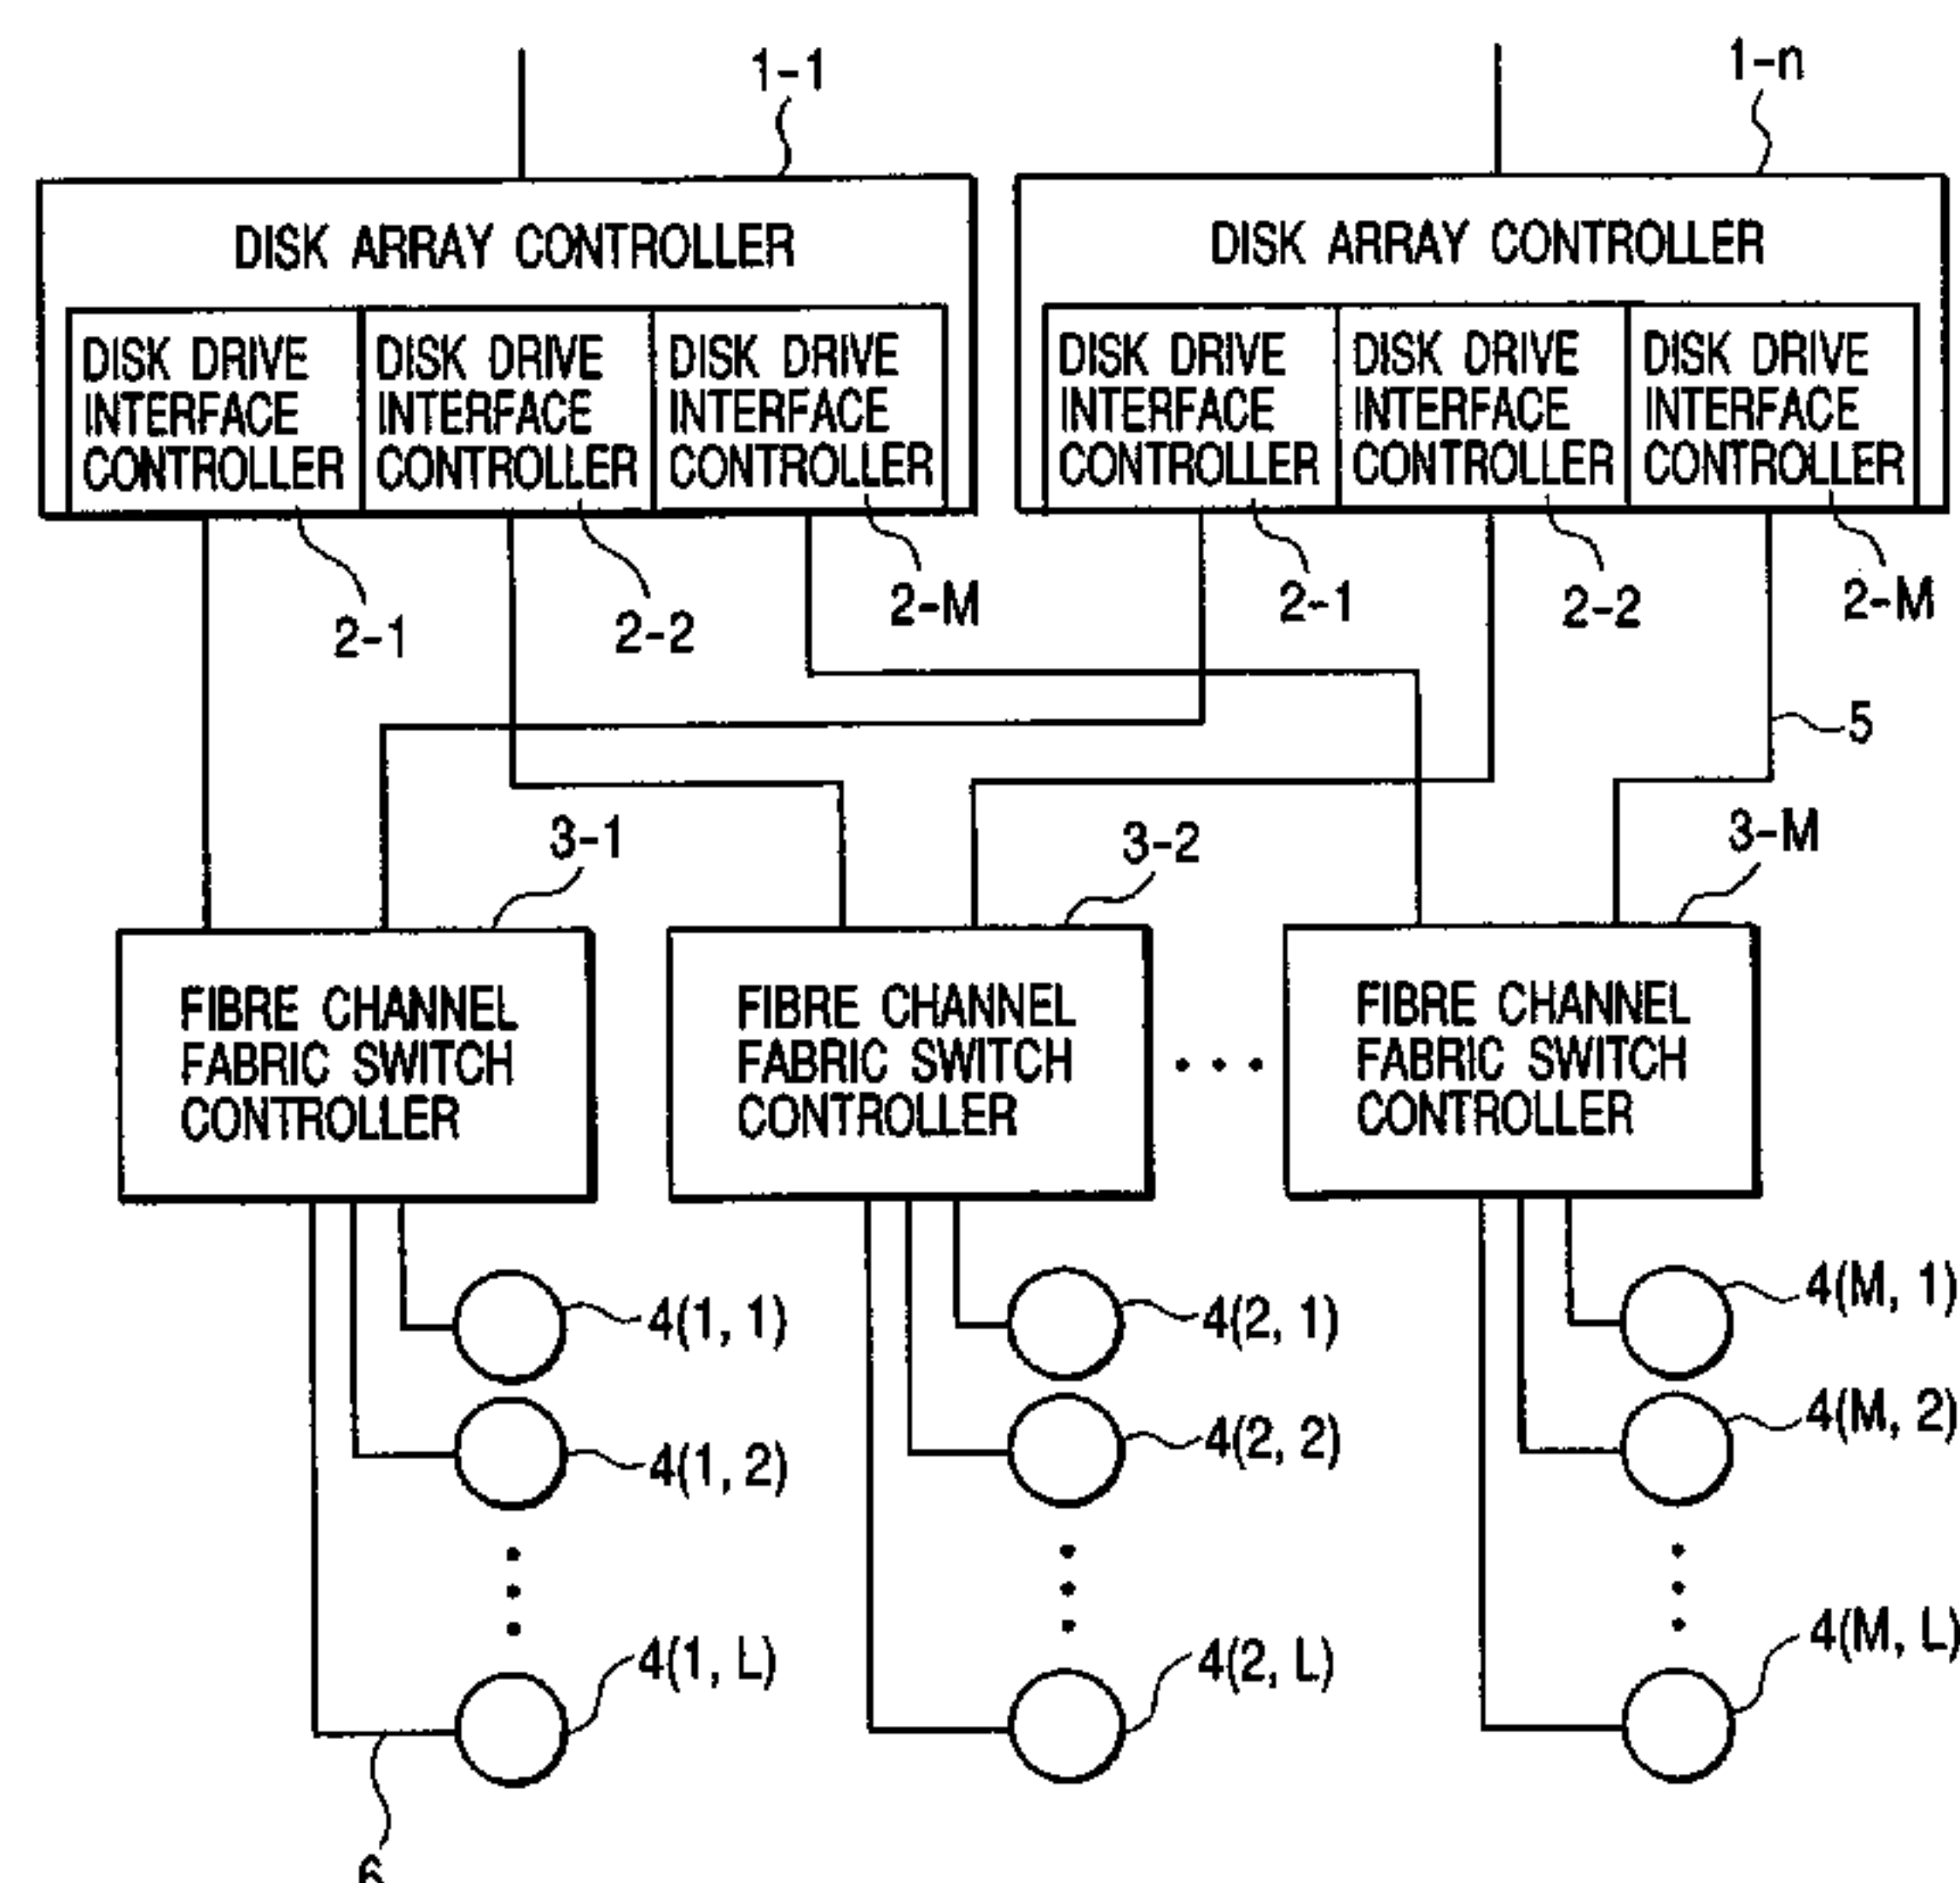 1-1
1-n
DISK ARRAY CONTROLLER
DISK ARRAY CONTROLLER
DISK DRIVE
INTERFACE
CONTROLLER
DISK DRIVE
INTERFACE
CONTROLLER
DISK DRIVE
INTERFACE
CONTROLLER
DISK DRIVE
INTERFACE
CONTROLLER
DISK DRIVE
INTERFACE
CONTROLLER
DISK DRIVE
INTERFACE
CONTROLLER
2-1
2-2
2-M
2-1
2-2
2-M
5
3-1
3-2
3-M
FIBRE CHANNEL
FABRIC SWITCH
CONTROLLER
FIBRE CHANNEL
FABRIC SWITCH
CONTROLLER
FIBRE CHANNEL
FABRIC SWITCH
CONTROLLER
4(1, 1)
4(2, 1)
4(M, 1)
4(1, 2)
4(2, 2)
4(M, 2)
4(1, L)
4(2, L)
4(M, L)
6